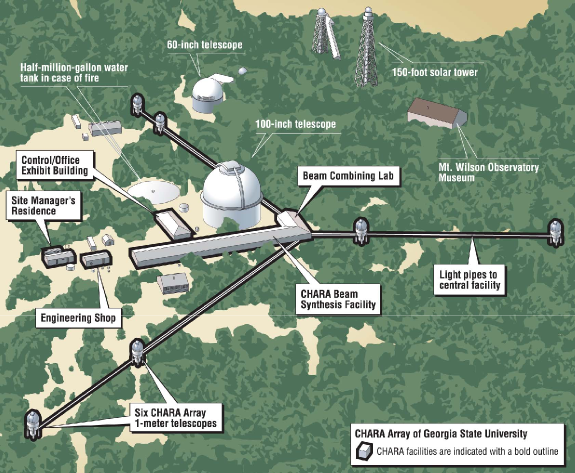 60-inch telescope
Half-million-gallon water
tank in case of fire
150-foot solar tower
100-inch telescope
Control/Office
Exhibit Building
Beam Combining Lab
Mt. Wilson Observatory
Museum
Site Manager's
Residence
Light pipes to
central facility
CHARA Beam
Synthesis Facility
Engineering Shop
Six CHARA Array
1-meter telescopes
CHARA Array of Georgia State University
CHARA facilities are indicated with a bold outline